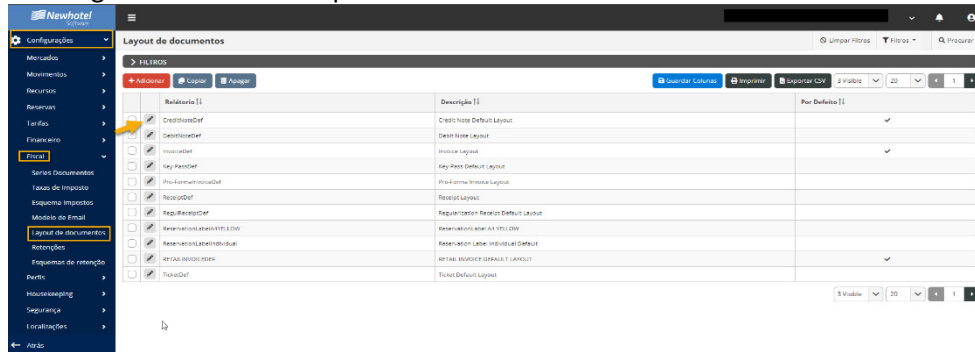 Newhotel
Software
Configurações
Mercados
Movimentos
Recursos
Reservas
Tarifas
Financeiro
Fiscal
Series Documentos
Taxas de Imposto
Esquema Impostos
Modelo de Email
Layout de documentos
Retenções
Esquemas de retenção
Perfis
Housekeeping
Segurança
Localizações
Atrás
Layout de documentos
Limpar Filtros Filtros Procurar
FILTROS
+ Adicionar Copiar Apagar Guardar Colunas Imprimir Exportar CSV 3 Visible 20 1
Relátorio Descrição Por Defeito
CreditNoteDef Credit Note Default Layout
DebitNoteDef Debit Note Layout
InvoiceDef Invoice Layout
Key-PassDef Key-Pass Default Layout
Pro-FormaInvoiceDef Pro-Forma Invoice Layout
ReceiptDef Receipt Layout
RegulReceiptDef Regularization Receipt Default Layout
ReservationLabelA4YELLOW ReservationLabel A4 YELLOW
ReservationLabelIndividual Reservation Label Individual Default
RETAIL INVOICEDEF RETAIL INVOICE DEFAULT LAYOUT
TicketDef Ticket Default Layout
3 Visible 20 1